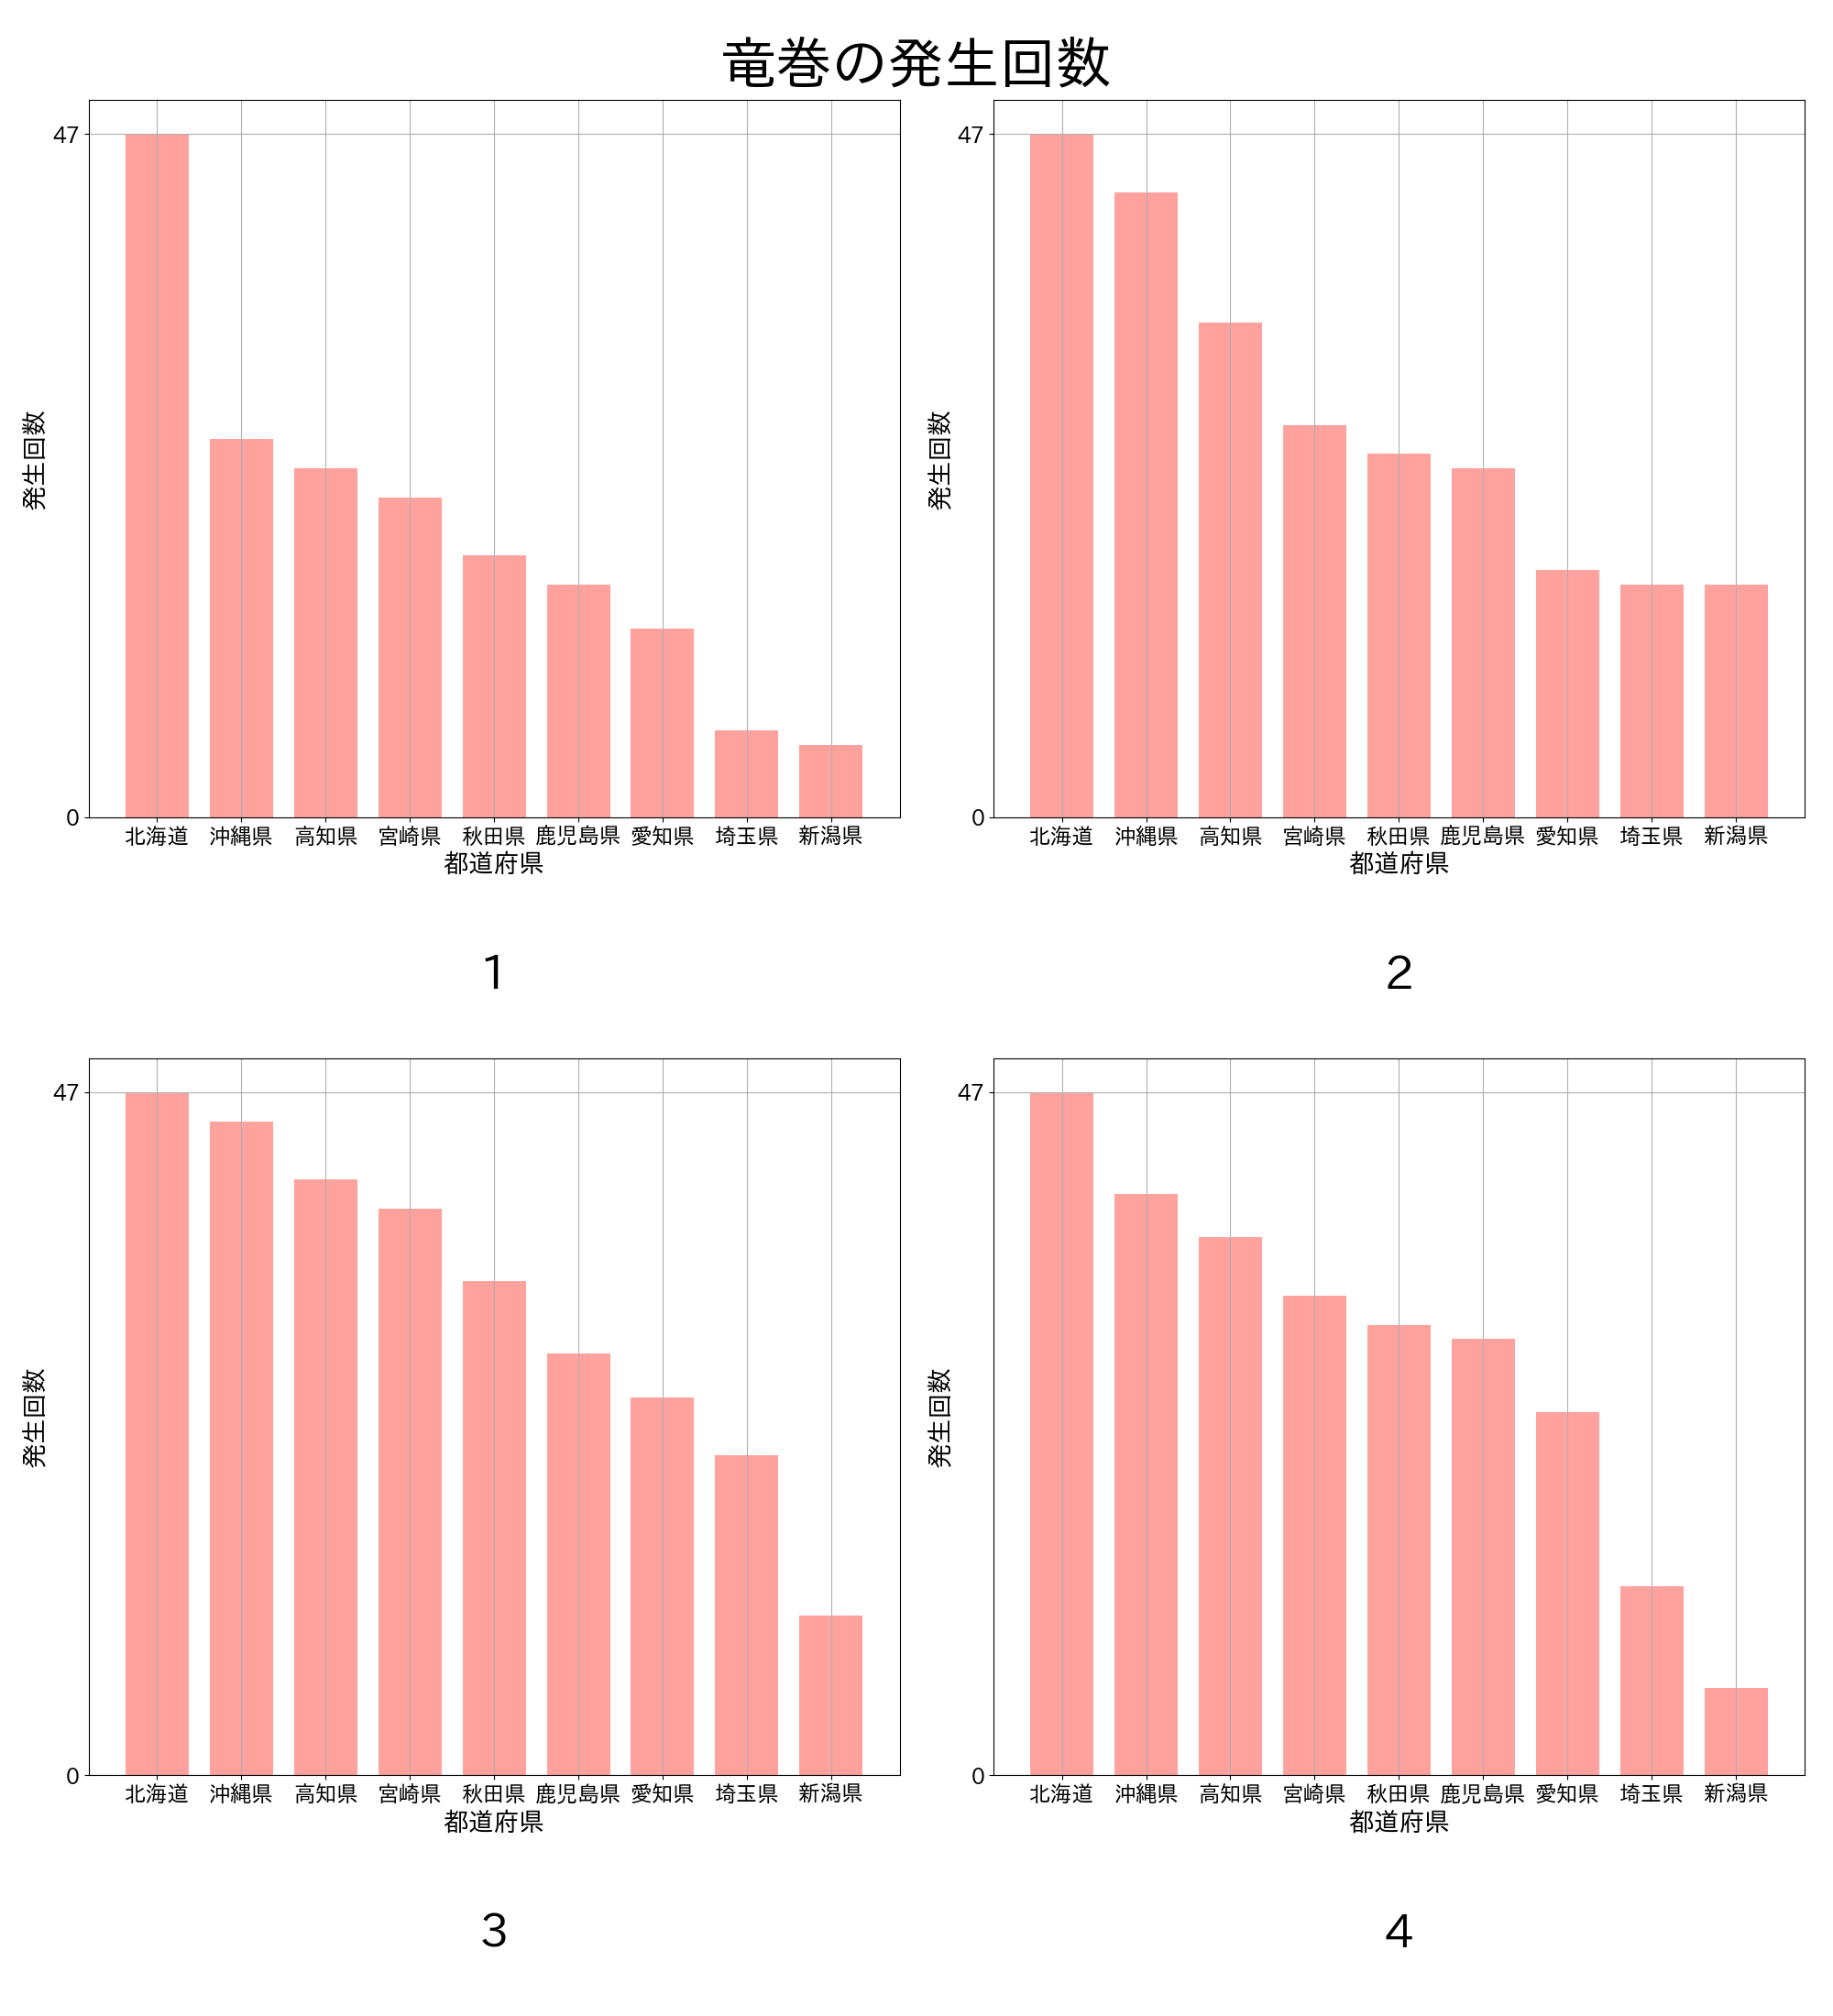 竜巻の発生回数
47
0
発生回数
北海道 沖縄県 高知県 宮崎県 秋田県 鹿児島県 愛知県 埼玉県 新潟県
都道府県
1
47
0
発生回数
北海道 沖縄県 高知県 宮崎県 秋田県 鹿児島県 愛知県 埼玉県 新潟県
都道府県
2
47
0
発生回数
北海道 沖縄県 高知県 宮崎県 秋田県 鹿児島県 愛知県 埼玉県 新潟県
都道府県
3
47
0
発生回数
北海道 沖縄県 高知県 宮崎県 秋田県 鹿児島県 愛知県 埼玉県 新潟県
都道府県
4